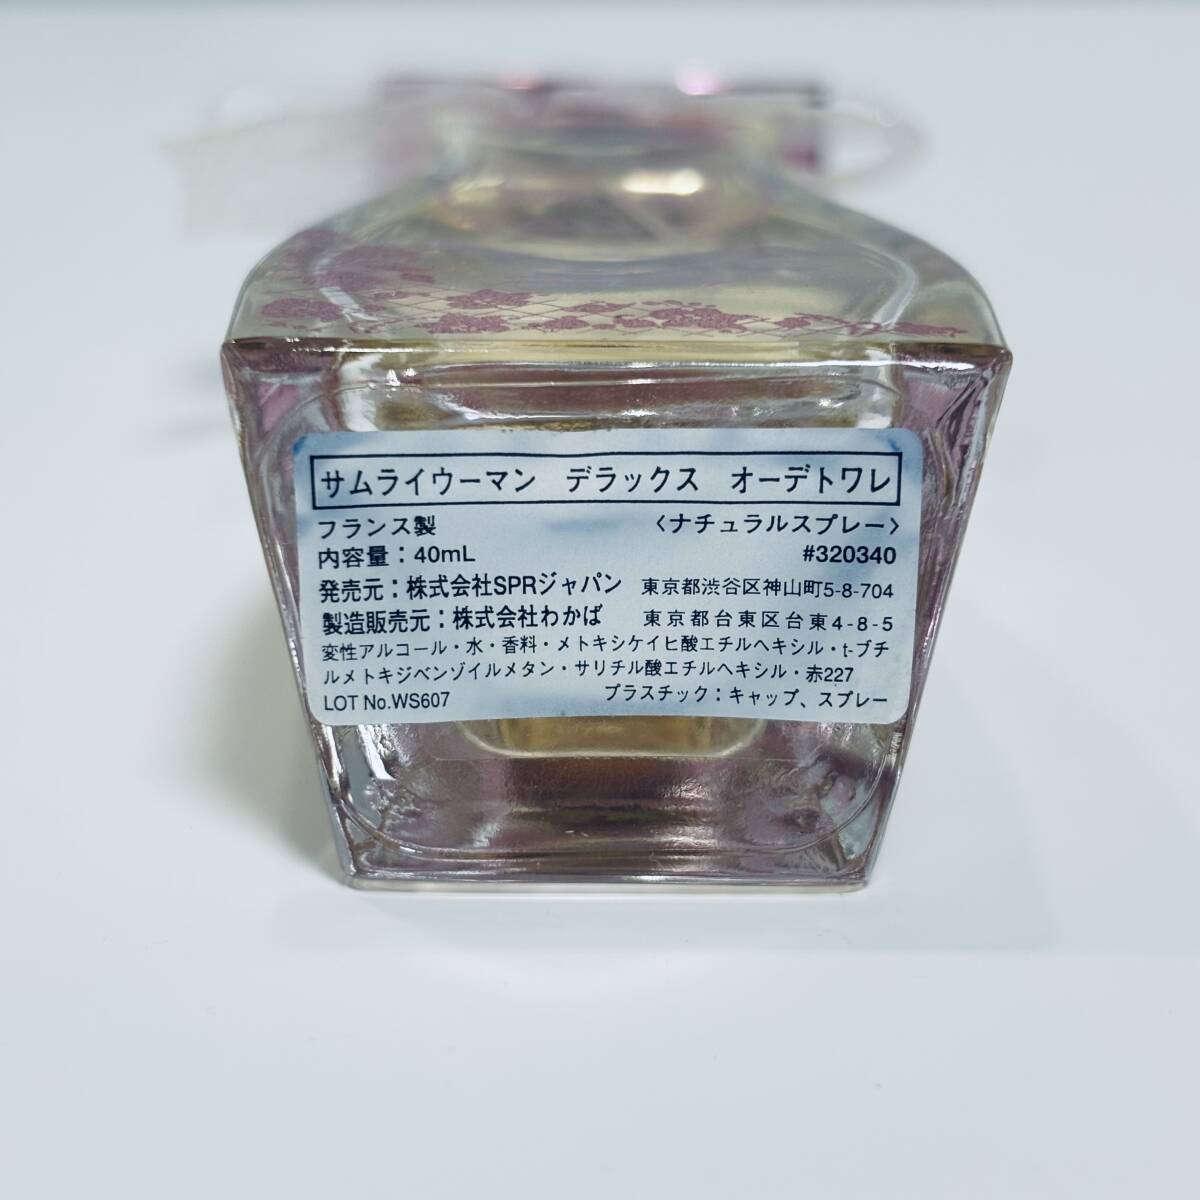 サムライウーマン デラックス オーデトワレ
フランス製 〈ナチュラルスプレー〉
内容量：40mL #320340
発売元：株式会社SPRジャパン 東京都渋谷区神山町5-8-704
製造販売元：株式会社わかば 東京都台東区台東4-8-5
変性アルコール・水・香料・メトキシケイヒ酸エチルヘキシル・t-ブチ
ルメトキジベンゾイルメタン・サリチル酸エチルヘキシル・赤227
LOT No.WS607 プラスチック：キャップ、スプレー